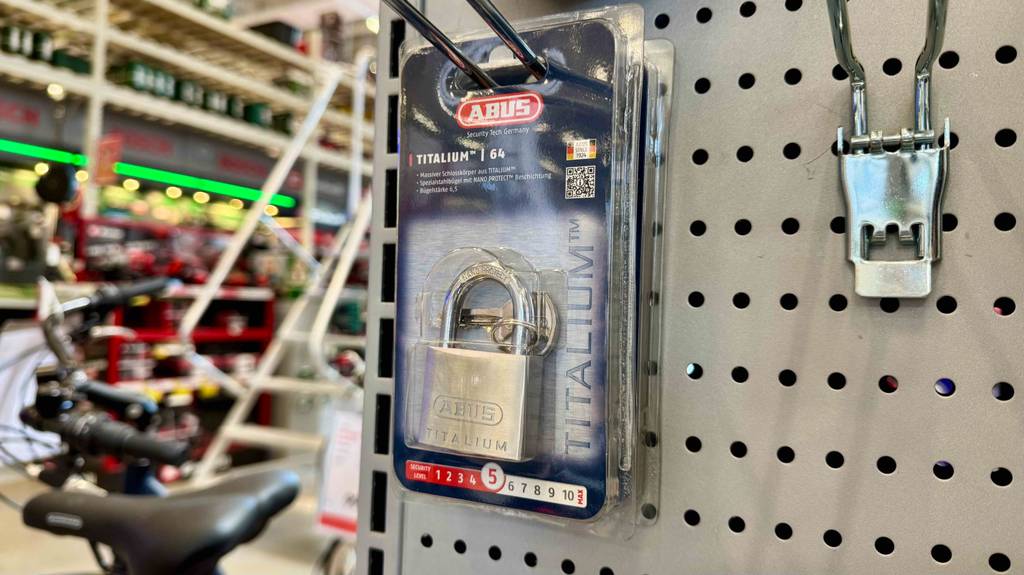 ABUS
Security Tech Germany
TITALIUM™ | 64
• Massiver Schlosskörper aus TITALIUM™
• Spezialstahlbügel mit NANO PROTECT™ Beschichtung
• Bügelstärke 6,5
TITALIUM™
ABUS
TITALIUM
SECURITY LEVEL 1 2 3 4 5 6 7 8 9 10 MAX